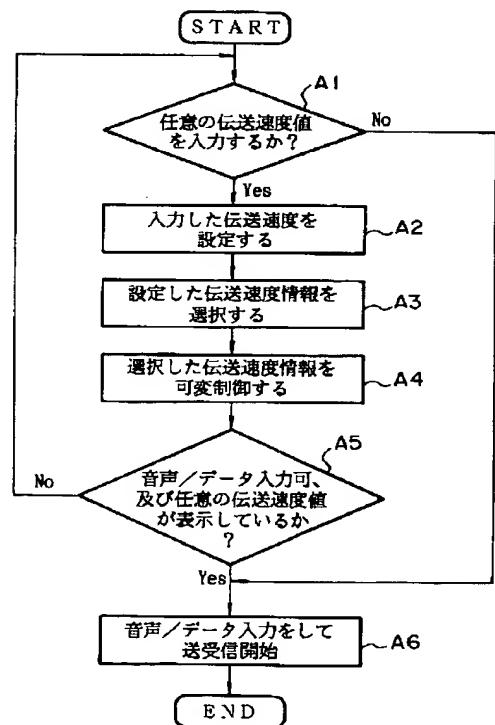 START
A1
任意の伝送速度値
を入力するか?
No
Yes
入力した伝送速度を
設定する
A2
設定した伝送速度情報を
選択する
A3
選択した伝送速度情報を
可変制御する
A4
A5
No
音声/データ入力可、
及び任意の伝送速度値
が表示しているか
?
Yes
音声/データ入力をして
送受信開始
A6
END